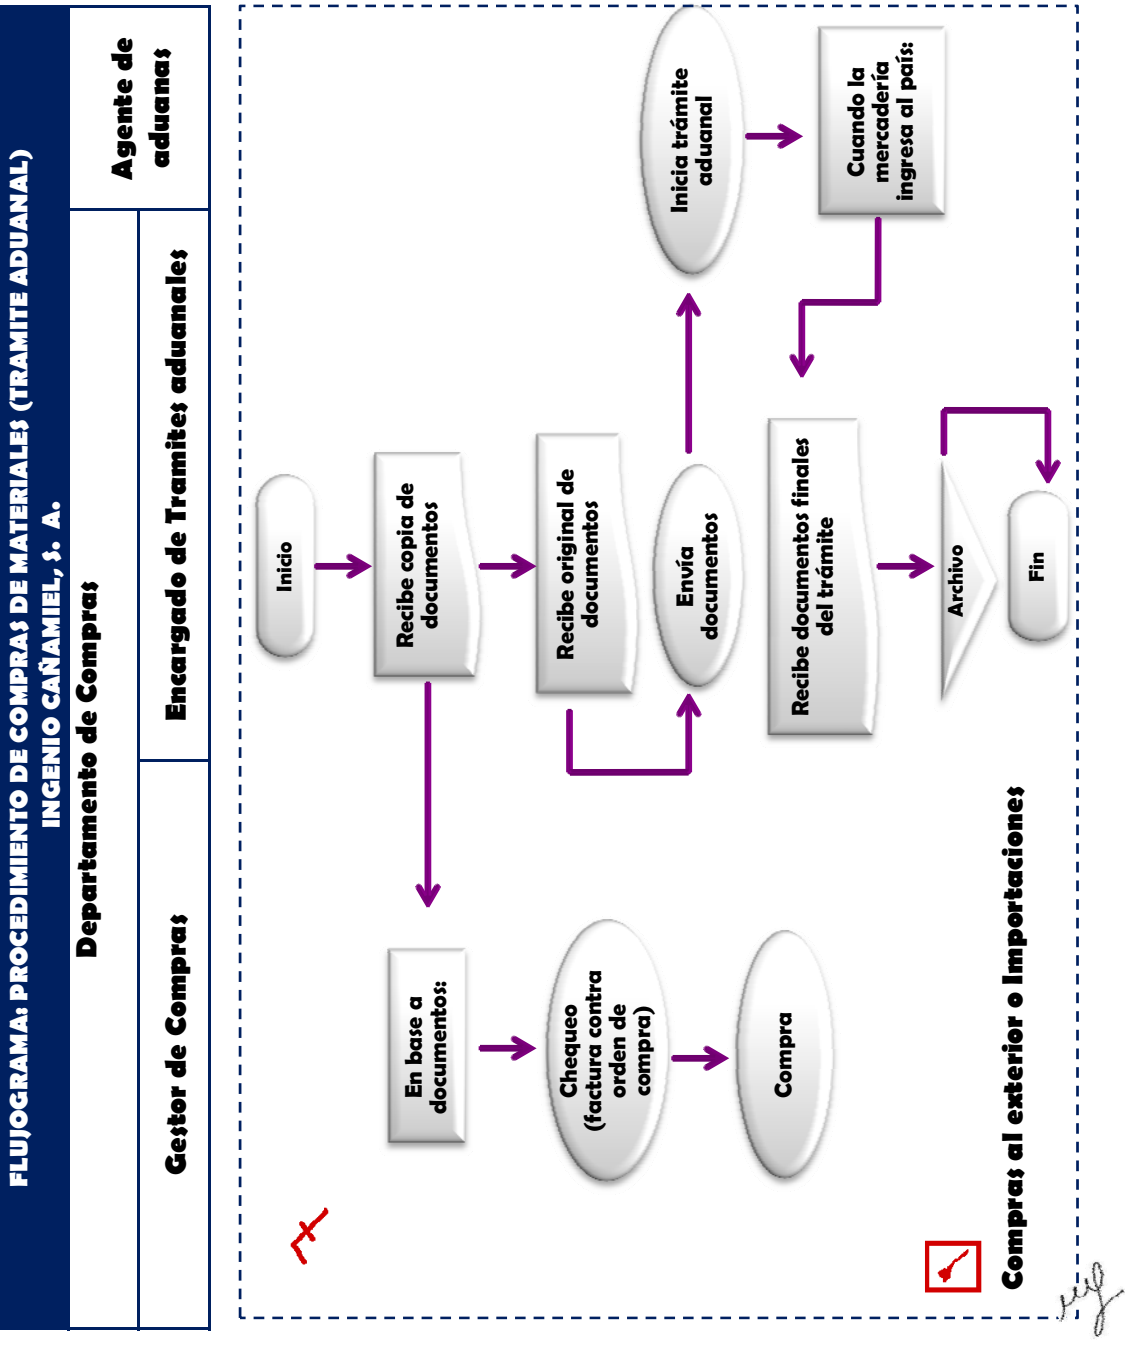 FLUJOGRAMA: PROCEDIMIENTO DE COMPRAS DE MATERIALES (TRAMITE ADUANAL)
INGENIO CAÑAMIEL, S. A.
Departamento de Compras
Agente de
aduanas
Gestor de Compras
Encargado de Tramites aduanales
Inicio
Recibe copia de
documentos
En base a
documentos:
Chequeo
(factura contra
orden de
compra)
Compra
Recibe original de
documentos
Envía
documentos
Inicia trámite
aduanal
Cuando la
mercadería
ingresa al país:
Recibe documentos finales
del trámite
Archivo
Fin
Compras al exterior o Importaciones